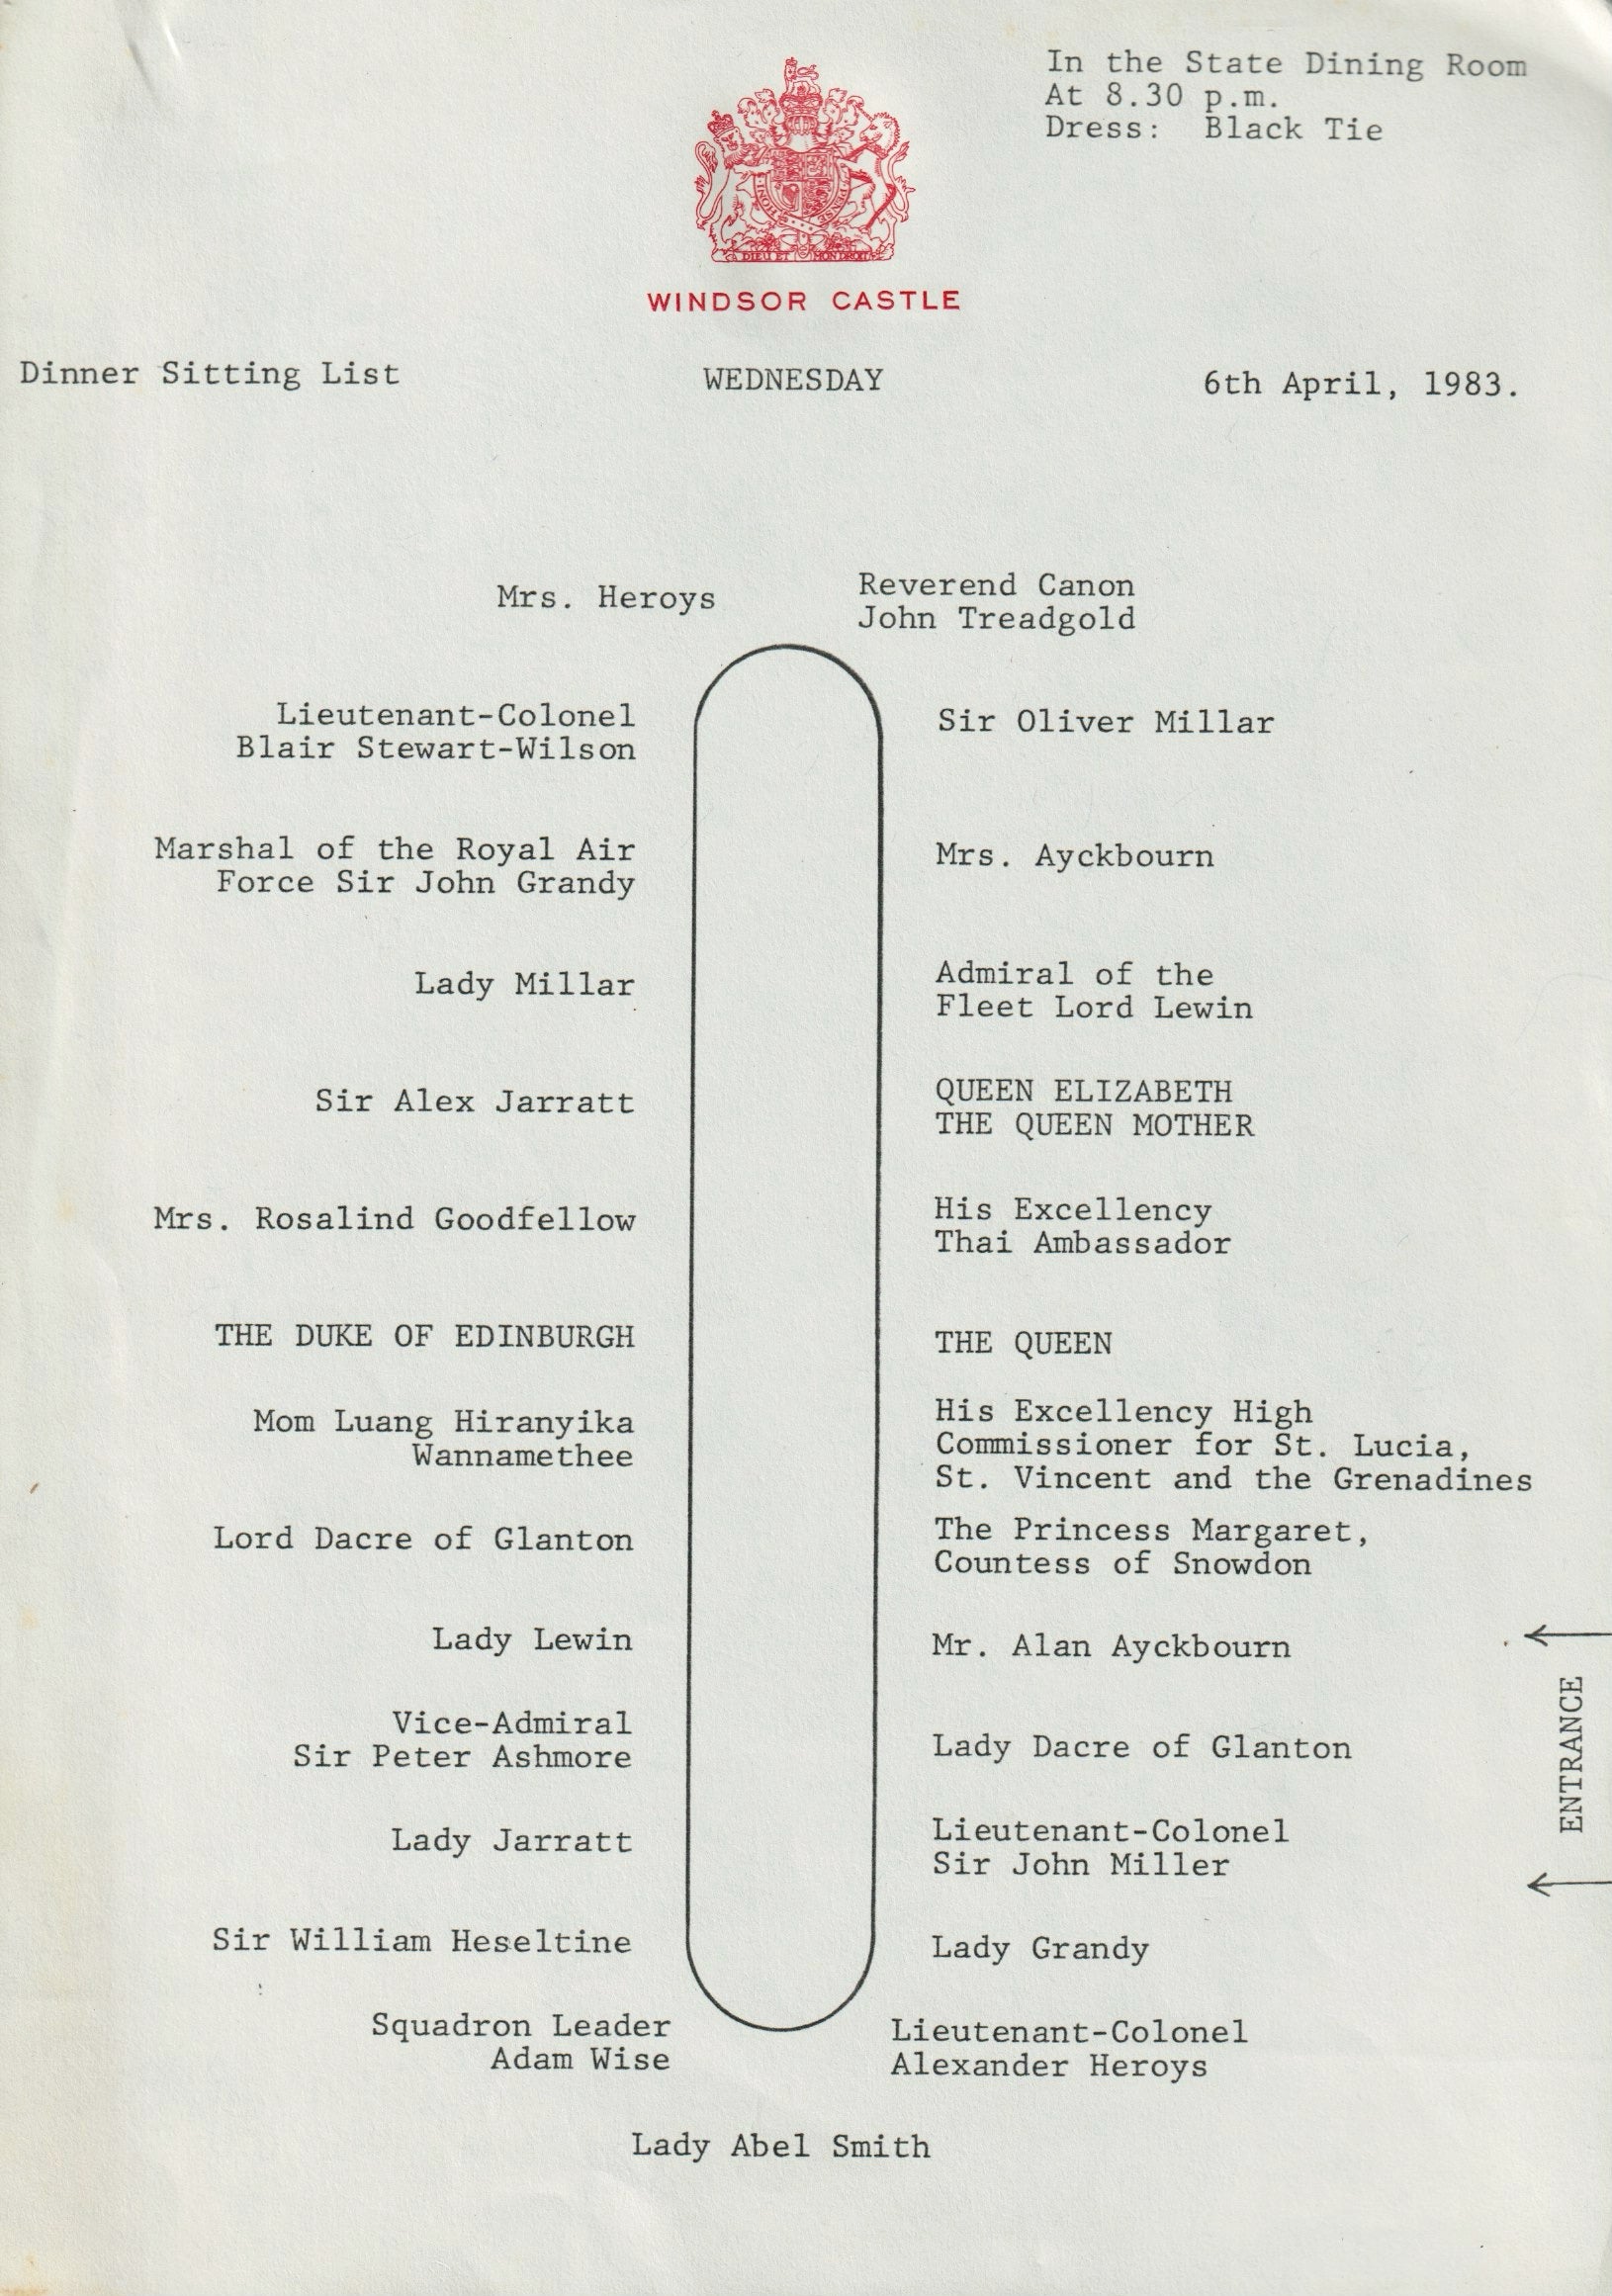 In the State Dining Room
At 8.30 p.m.
Dress: Black Tie
HONI
PENSE
DIEU ET MON DROIT
WINDSOR CASTLE
Dinner Sitting List
WEDNESDAY
6th April, 1983.
Mrs. Heroys
Reverend Canon
John Treadgold
Lieutenant-Colonel
Blair Stewart-Wilson
Sir Oliver Millar
Marshal of the Royal Air
Force Sir John Grandy
Mrs. Ayckbourn
Lady Millar
Admiral of the
Fleet Lord Lewin
Sir Alex Jarratt
QUEEN ELIZABETH
THE QUEEN MOTHER
Mrs. Rosalind Goodfellow
His Excellency
Thai Ambassador
THE DUKE OF EDINBURGH
THE QUEEN
Mom Luang Hiranyika
Wannamethee
His Excellency High
Commissioner for St. Lucia,
St. Vincent and the Grenadines
Lord Dacre of Glanton
The Princess Margaret,
Countess of Snowdon
Lady Lewin
Mr. Alan Ayckbourn
Vice-Admiral
Sir Peter Ashmore
Lady Dacre of Glanton
ENTRANCE
Lady Jarratt
Lieutenant-Colonel
Sir John Miller
Sir William Heseltine
Lady Grandy
Squadron Leader
Adam Wise
Lieutenant-Colonel
Alexander Heroys
Lady Abel Smith